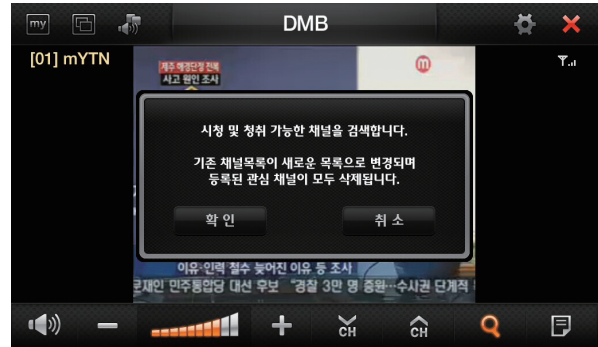 my
DMB
[01] mYTN
제주 해경단정 전복
사고 원인 조사
m
시청 및 청취 가능한 채널을 검색합니다.
기존 채널목록이 새로운 목록으로 변경되며
등록된 관심 채널이 모두 삭제됩니다.
확 인
취 소
이유·인력 철수 늦어진 이유 등 조사
문재인 민주통합당 대선 후보 "경찰 3만 명 증원…수사권 단계적
CH
CH